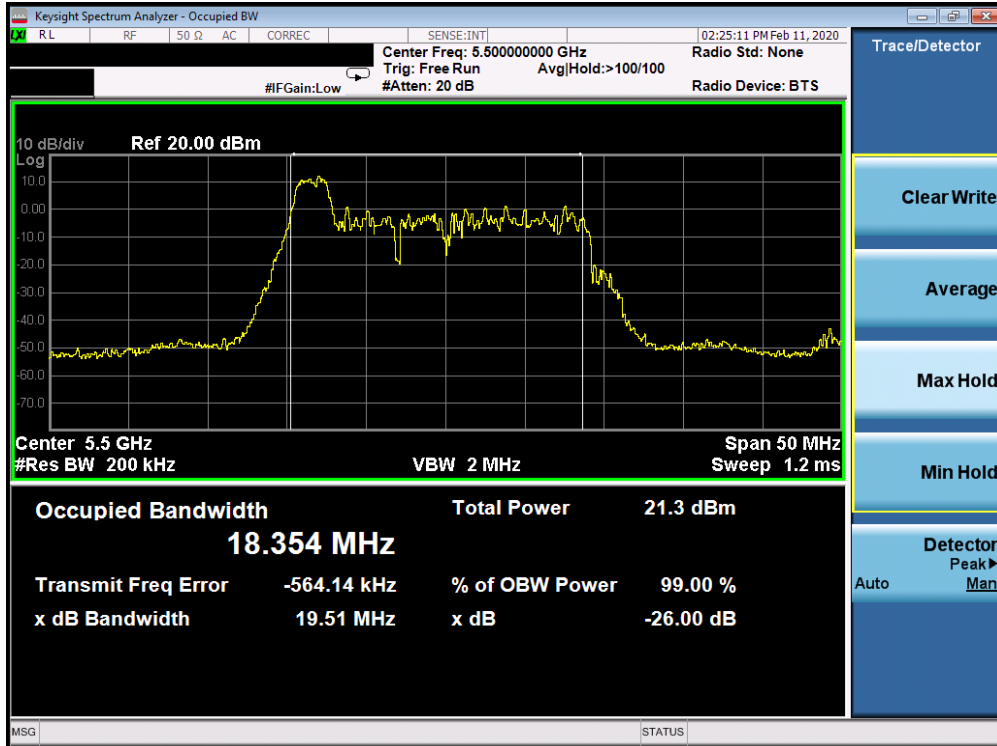 Keysight Spectrum Analyzer - Occupied BW
LXI RL RF 50 Ω AC CORREC SENSE:INT 02:25:11 PM Feb 11, 2020
Center Freq: 5.500000000 GHz Radio Std: None
Trig: Free Run Avg|Hold:>100/100
#IFGain:Low #Atten: 20 dB Radio Device: BTS
Trace/Detector
10 dB/div Ref 20.00 dBm
Log
10.0
0.00
-10.0
-20.0
-30.0
-40.0
-50.0
-60.0
-70.0
Center 5.5 GHz Span 50 MHz
#Res BW 200 kHz VBW 2 MHz Sweep 1.2 ms
Occupied Bandwidth Total Power 21.3 dBm
18.354 MHz
Transmit Freq Error -564.14 kHz % of OBW Power 99.00 %
x dB Bandwidth 19.51 MHz x dB -26.00 dB
Clear Write
Average
Max Hold
Min Hold
Detector
Peak▶
Auto Man
MSG STATUS